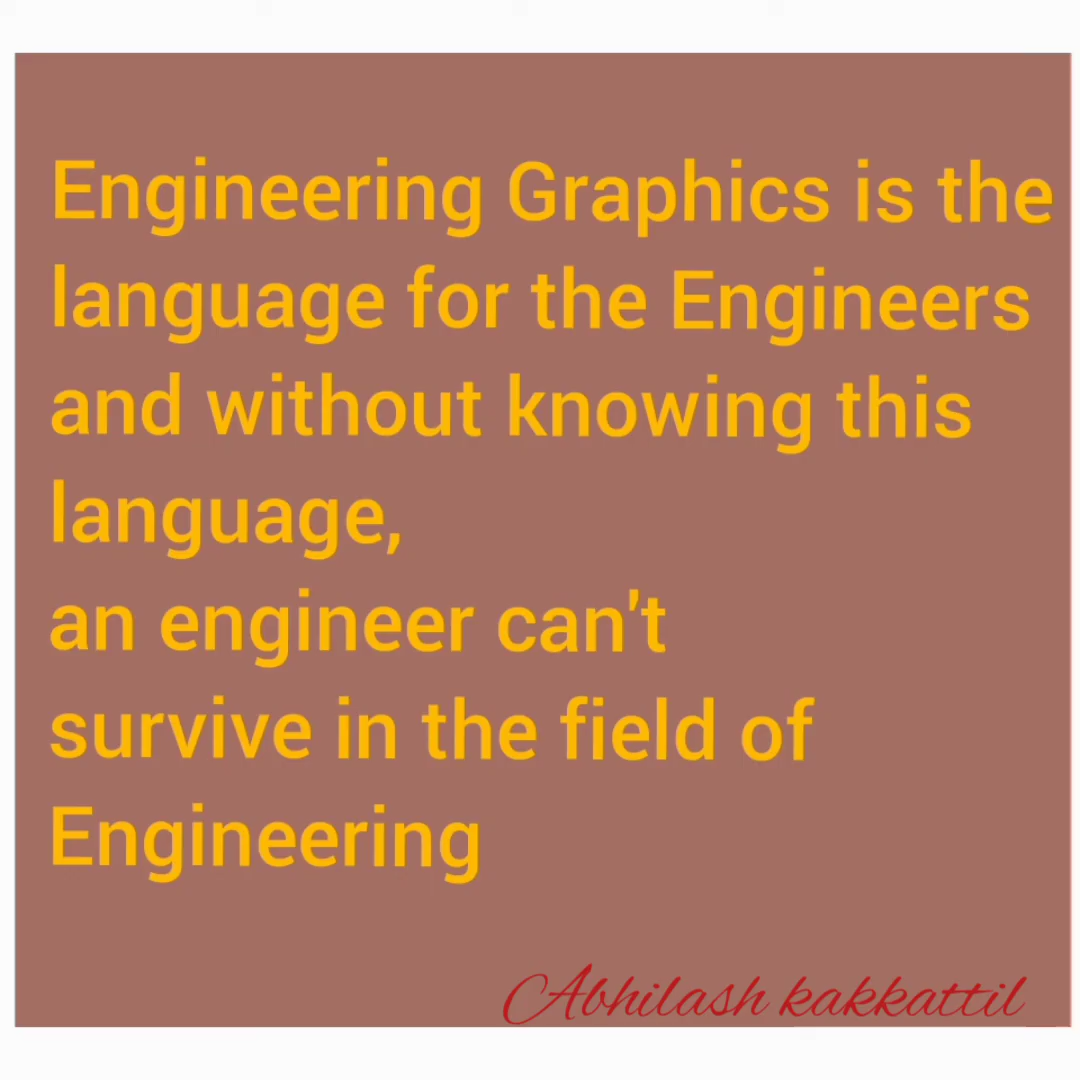 Engineering Graphics is the
language for the Engineers
and without knowing this
language,
an engineer can't
survive in the field of
Engineering
Abhilash kakkattil